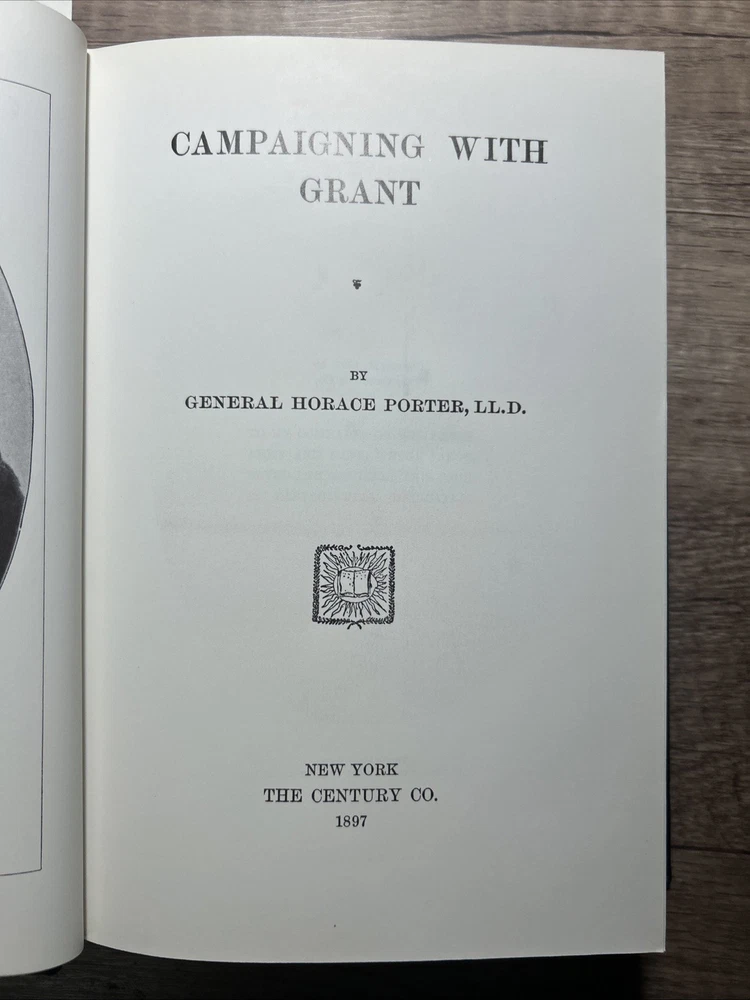 CAMPAIGNING WITH
GRANT
BY
GENERAL HORACE PORTER, LL.D.
NEW YORK
THE CENTURY CO.
1897